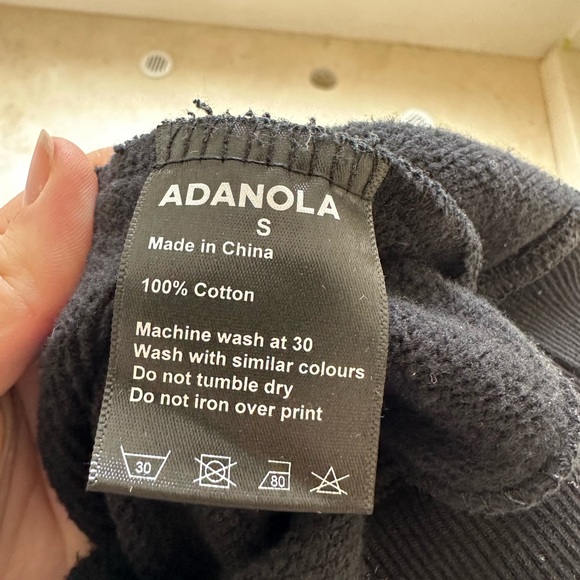 ADANOLA
S
Made in China
100% Cotton
Machine wash at 30
Wash with similar colours
Do not tumble dry
Do not iron over print
30 80